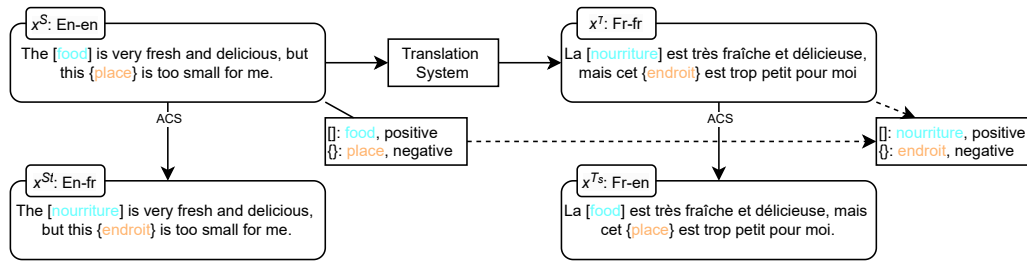 x^S: En-en
The [food] is very fresh and delicious, but
this {place} is too small for me.
Translation
System
x^T: Fr-fr
La [nourriture] est très fraîche et délicieuse,
mais cet {endroit} est trop petit pour moi
ACS
[]: food, positive
{}: place, negative
ACS
[]: nourriture, positive
{}: endroit, negative
x^St: En-fr
The [nourriture] is very fresh and delicious,
but this {endroit} is too small for me.
x^Ts: Fr-en
La [food] est très fraîche et délicieuse, mais
cet {place} est trop petit pour moi.